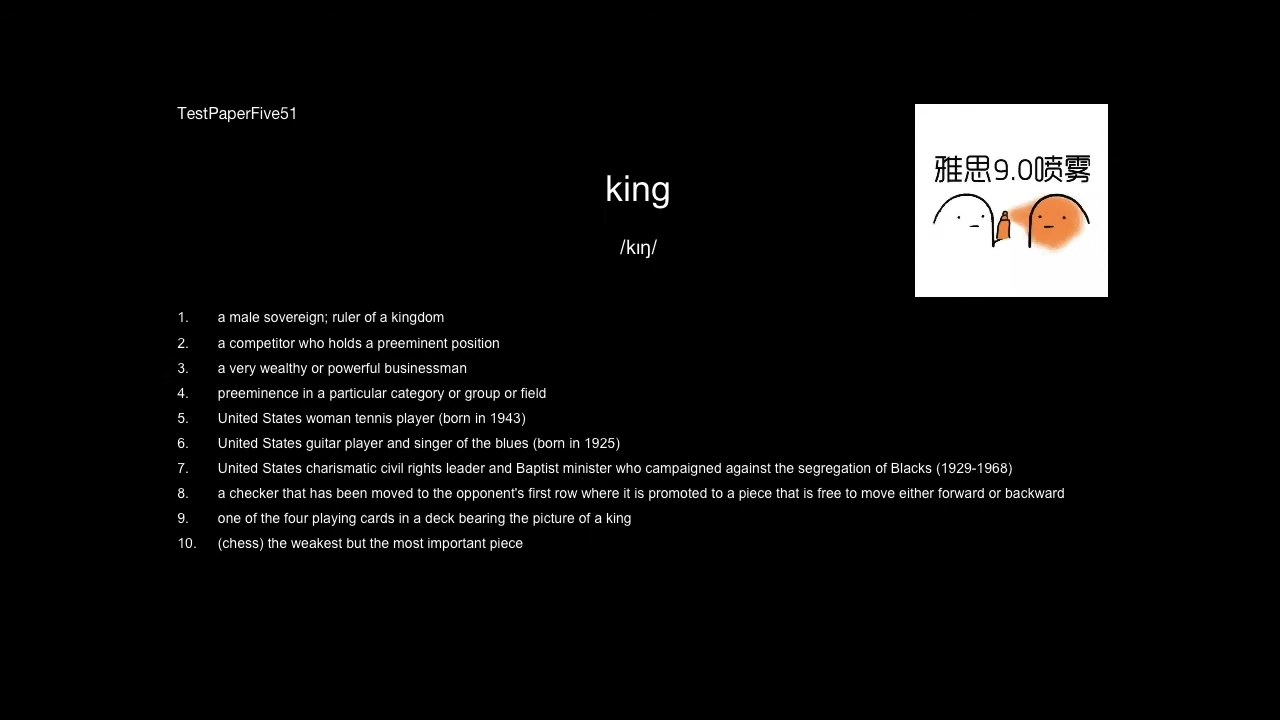 TestPaperFive51
雅思9.0喷雾
king
/kıŋ/
1. a male sovereign; ruler of a kingdom
2. a competitor who holds a preeminent position
3. a very wealthy or powerful businessman
4. preeminence in a particular category or group or field
5. United States woman tennis player (born in 1943)
6. United States guitar player and singer of the blues (born in 1925)
7. United States charismatic civil rights leader and Baptist minister who campaigned against the segregation of Blacks (1929-1968)
8. a checker that has been moved to the opponent's first row where it is promoted to a piece that is free to move either forward or backward
9. one of the four playing cards in a deck bearing the picture of a king
10. (chess) the weakest but the most important piece